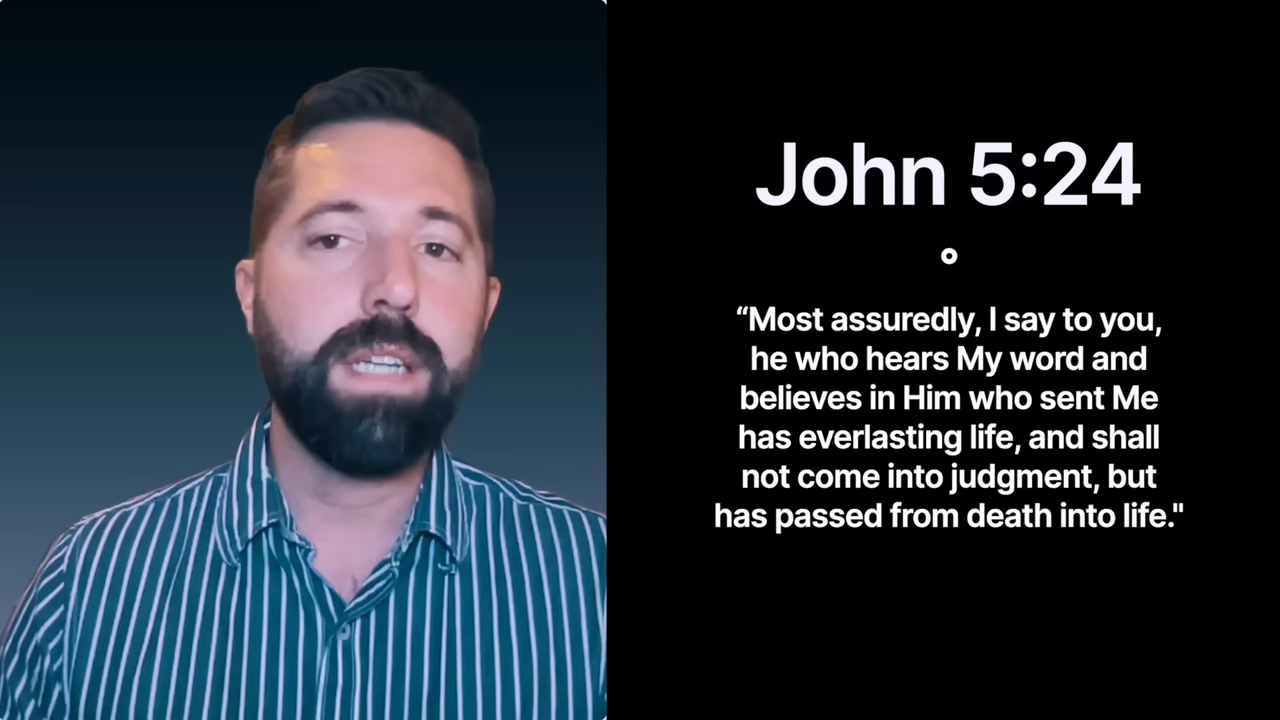 John 5:24
“Most assuredly, I say to you,
he who hears My word and
believes in Him who sent Me
has everlasting life, and shall
not come into judgment, but
has passed from death into life."